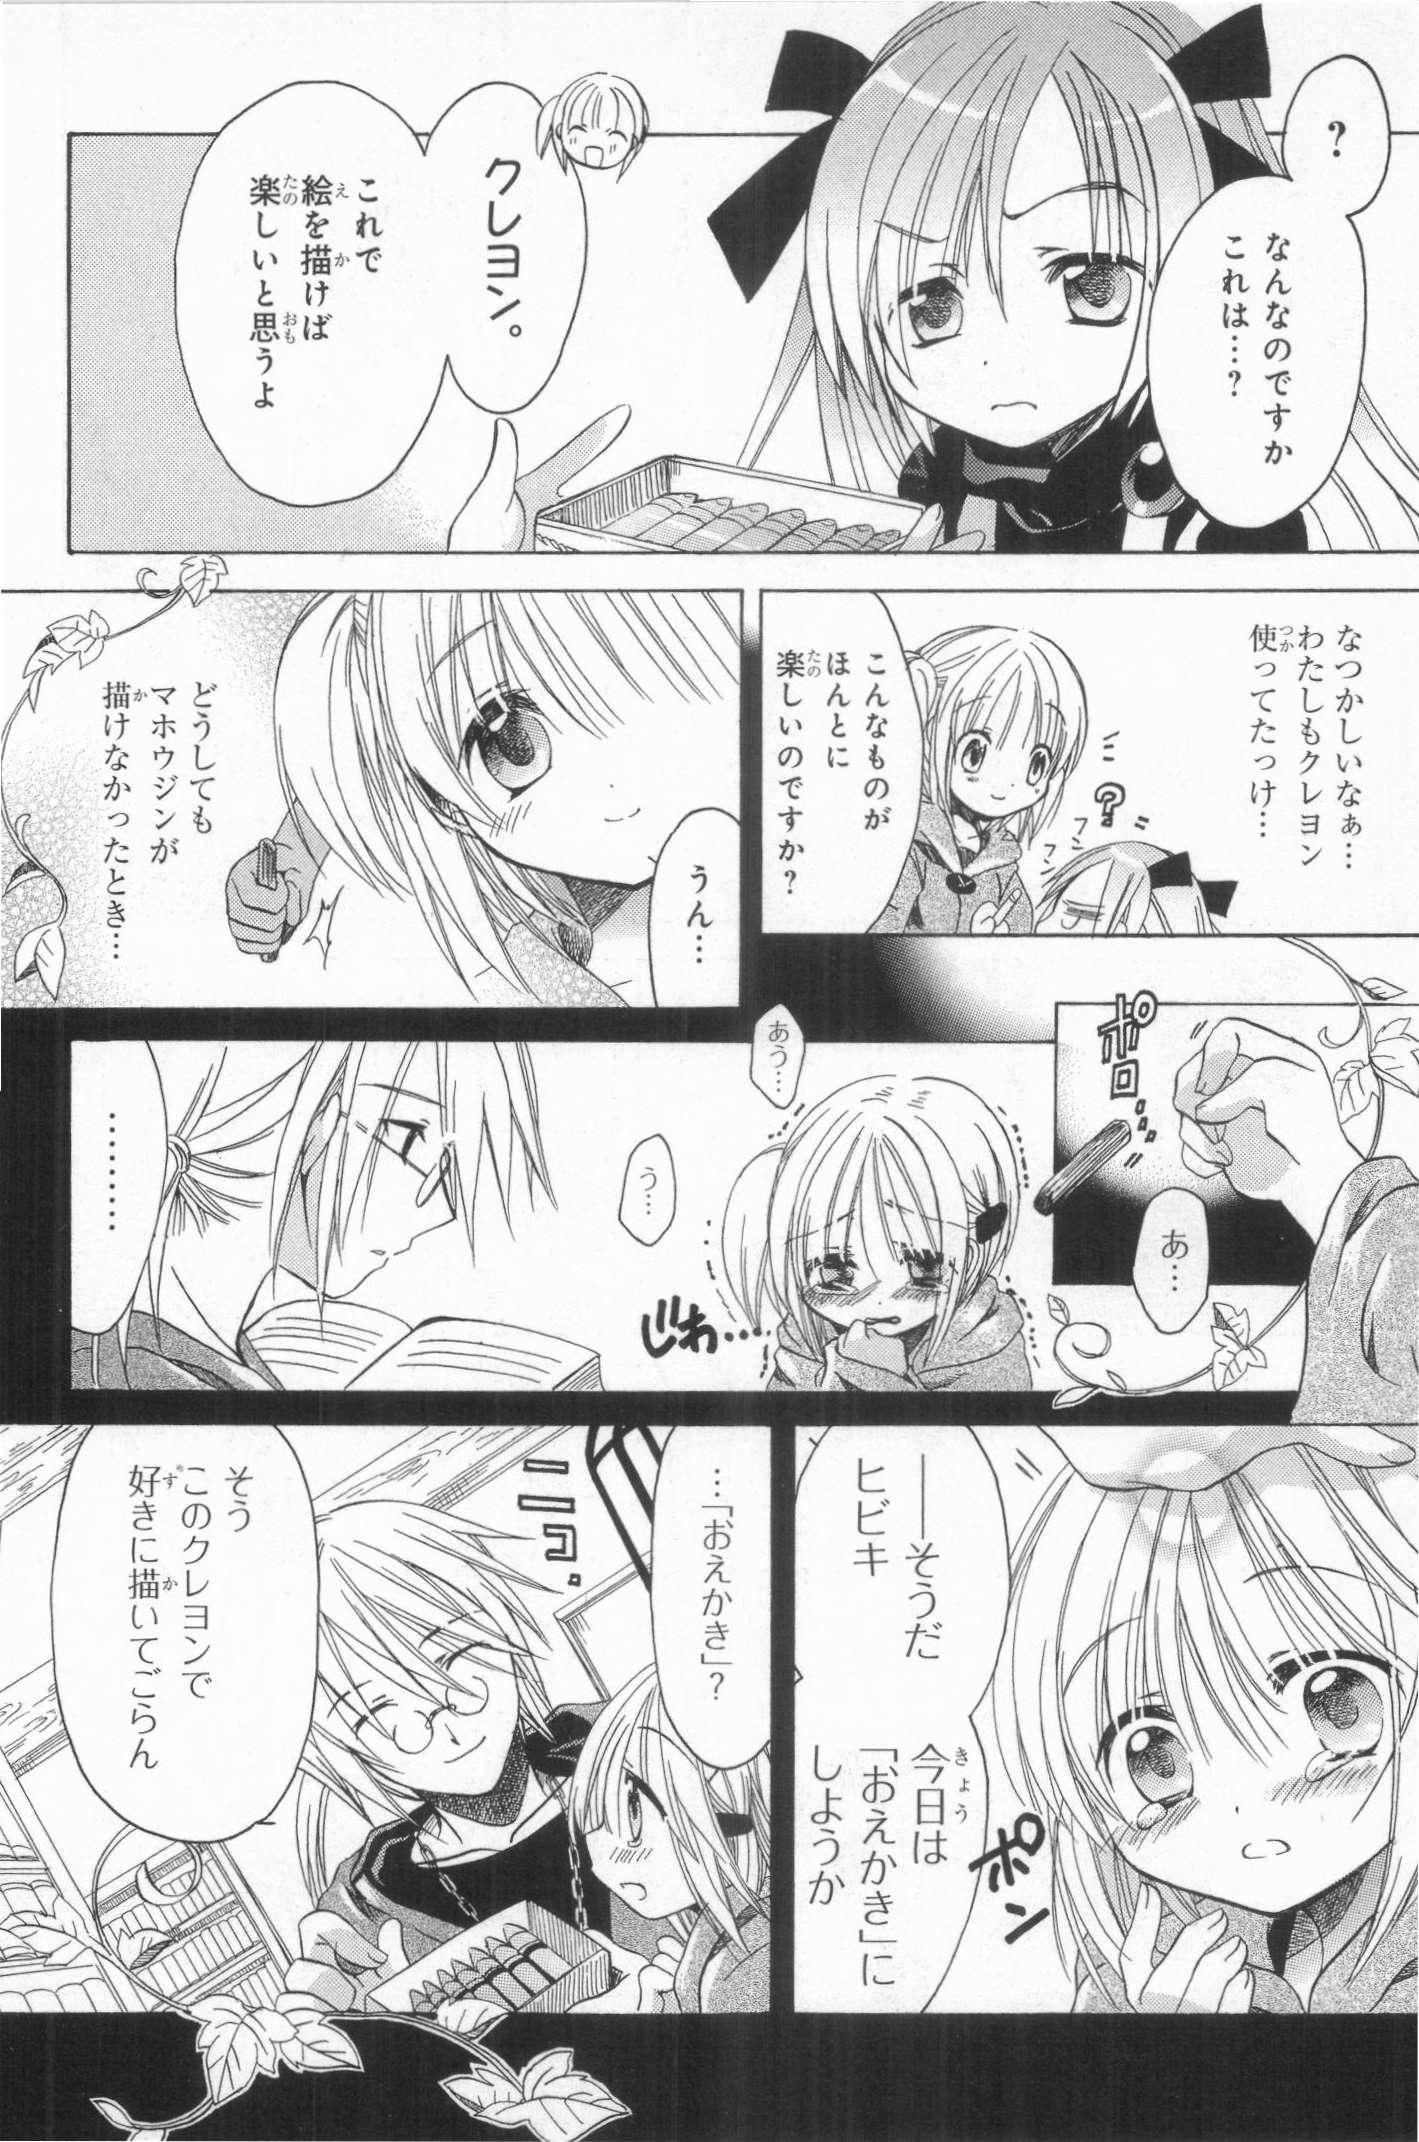 ？
なんなのですか
これは…？
クレヨン。
これで
絵を描けば
楽しいと思うよ
なつかしいなぁ…
わたしもクレヨン
使ってたっけ…
？
フンフン
こんなものが
ほんとに
楽しいのですか？
うん…
どうしても
マホウジンが
描けなかったとき…
ポロ…
あ…
あう…
う…
じわ…
………
――そうだ
ヒビキ
今日は
「おえかき」に
しようか
ポン
…「おえかき」？
ニコ．
そう
このクレヨンで
好きに描いてごらん